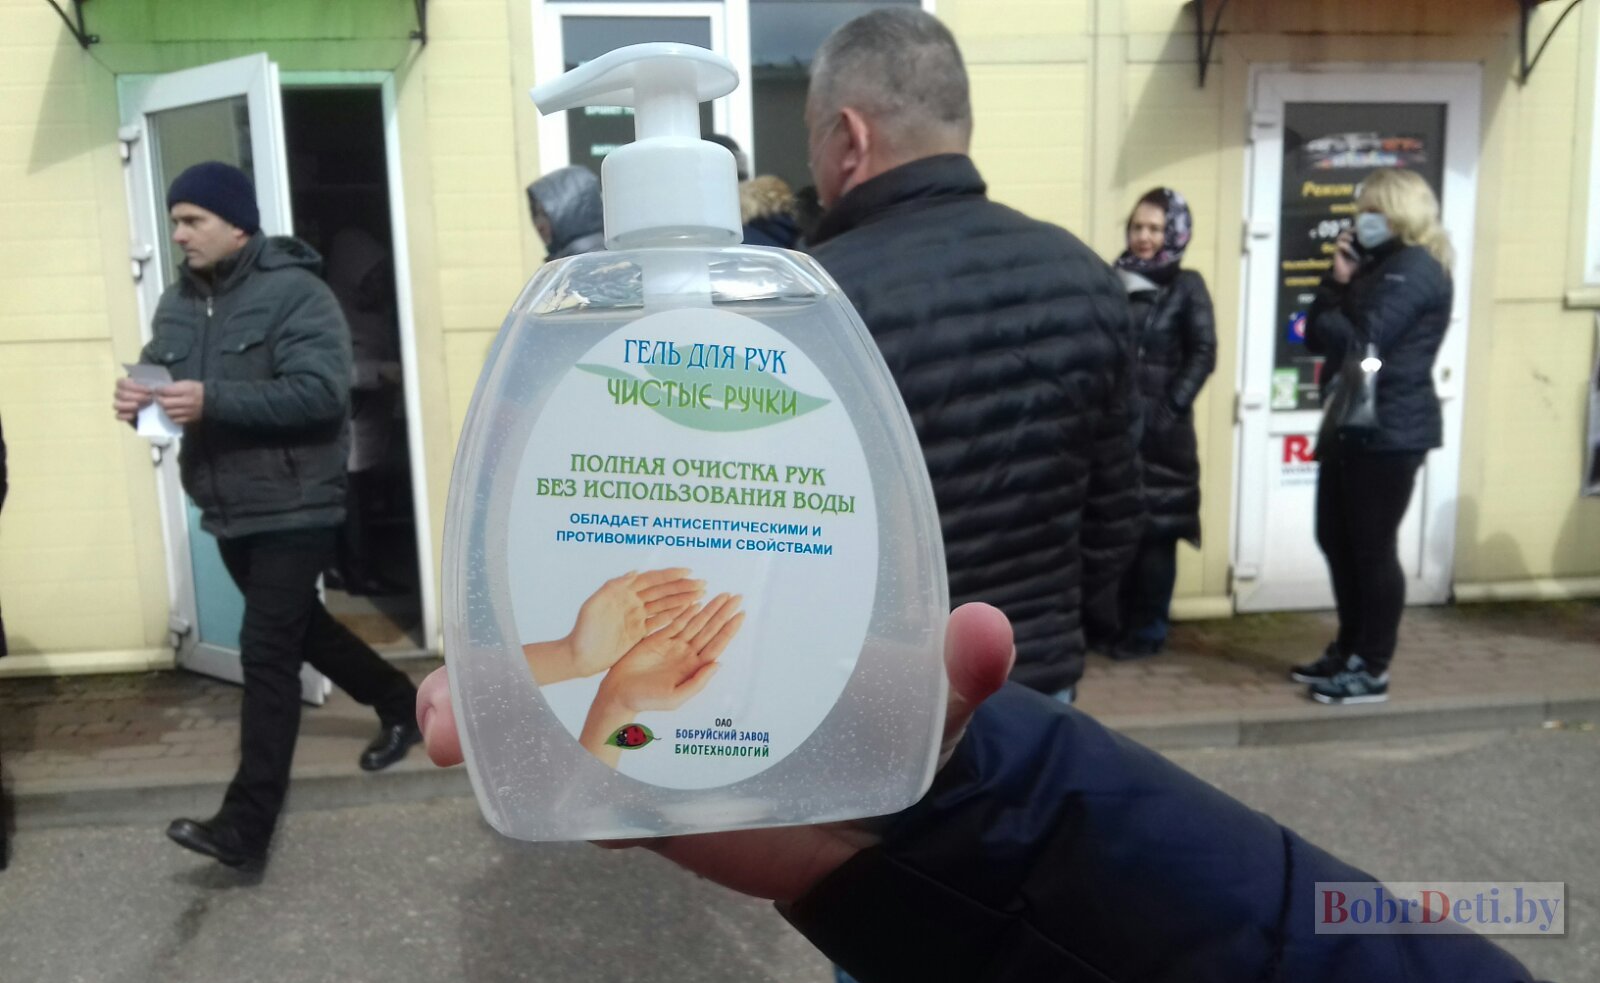 ГЕЛЬ ДЛЯ РУК
ЧИСТЫЕ РУЧКИ
ПОЛНАЯ ОЧИСТКА РУК
БЕЗ ИСПОЛЬЗОВАНИЯ ВОДЫ
ОБЛАДАЕТ АНТИСЕПТИЧЕСКИМИ И
ПРОТИВОМИКРОБНЫМИ СВОЙСТВАМИ
ОАО
БОБРУЙСКИЙ ЗАВОД
БИОТЕХНОЛОГИЙ
Режим
BobrDeti.by